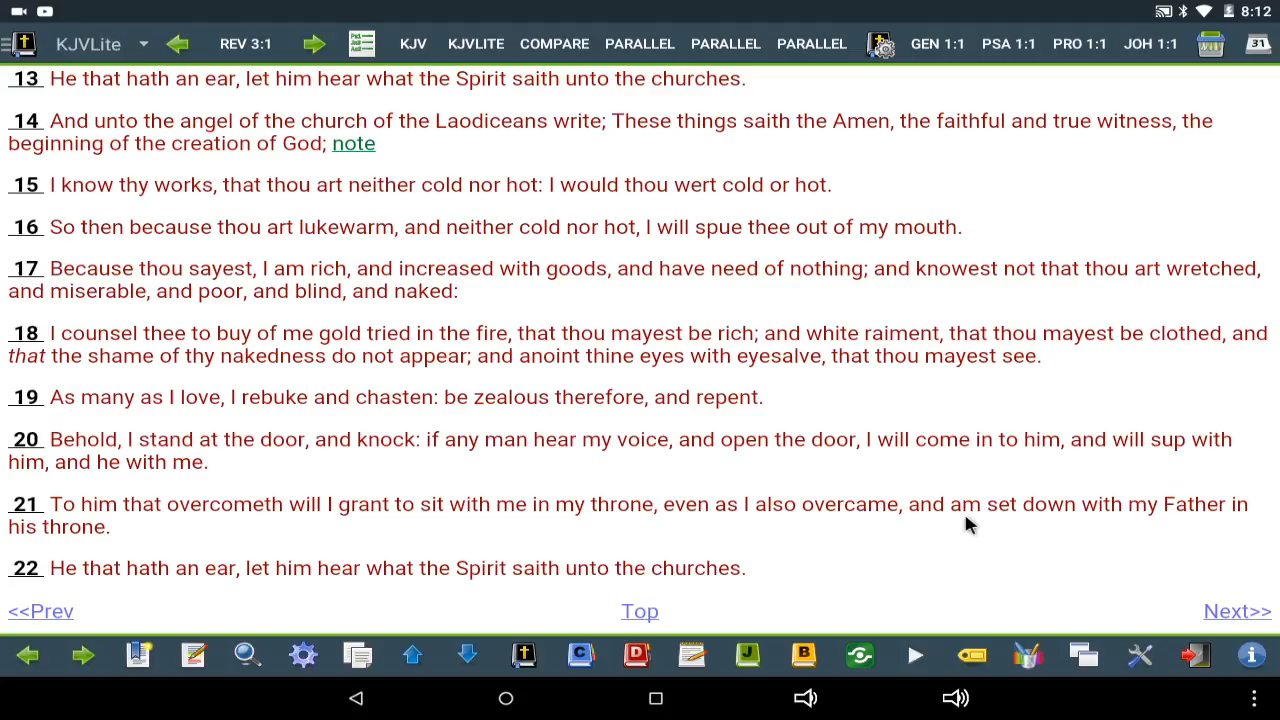 8:12
KJVLite REV 3:1 KJV KJVLITE COMPARE PARALLEL PARALLEL PARALLEL GEN 1:1 PSA 1:1 PRO 1:1 JOH 1:1 31
13 He that hath an ear, let him hear what the Spirit saith unto the churches.
14 And unto the angel of the church of the Laodiceans write; These things saith the Amen, the faithful and true witness, the
beginning of the creation of God; note
15 I know thy works, that thou art neither cold nor hot: I would thou wert cold or hot.
16 So then because thou art lukewarm, and neither cold nor hot, I will spue thee out of my mouth.
17 Because thou sayest, I am rich, and increased with goods, and have need of nothing; and knowest not that thou art wretched,
and miserable, and poor, and blind, and naked:
18 I counsel thee to buy of me gold tried in the fire, that thou mayest be rich; and white raiment, that thou mayest be clothed, and
that the shame of thy nakedness do not appear; and anoint thine eyes with eyesalve, that thou mayest see.
19 As many as I love, I rebuke and chasten: be zealous therefore, and repent.
20 Behold, I stand at the door, and knock: if any man hear my voice, and open the door, I will come in to him, and will sup with
him, and he with me.
21 To him that overcometh will I grant to sit with me in my throne, even as I also overcame, and am set down with my Father in
his throne.
22 He that hath an ear, let him hear what the Spirit saith unto the churches.
<<Prev Top Next>>
C D J B i